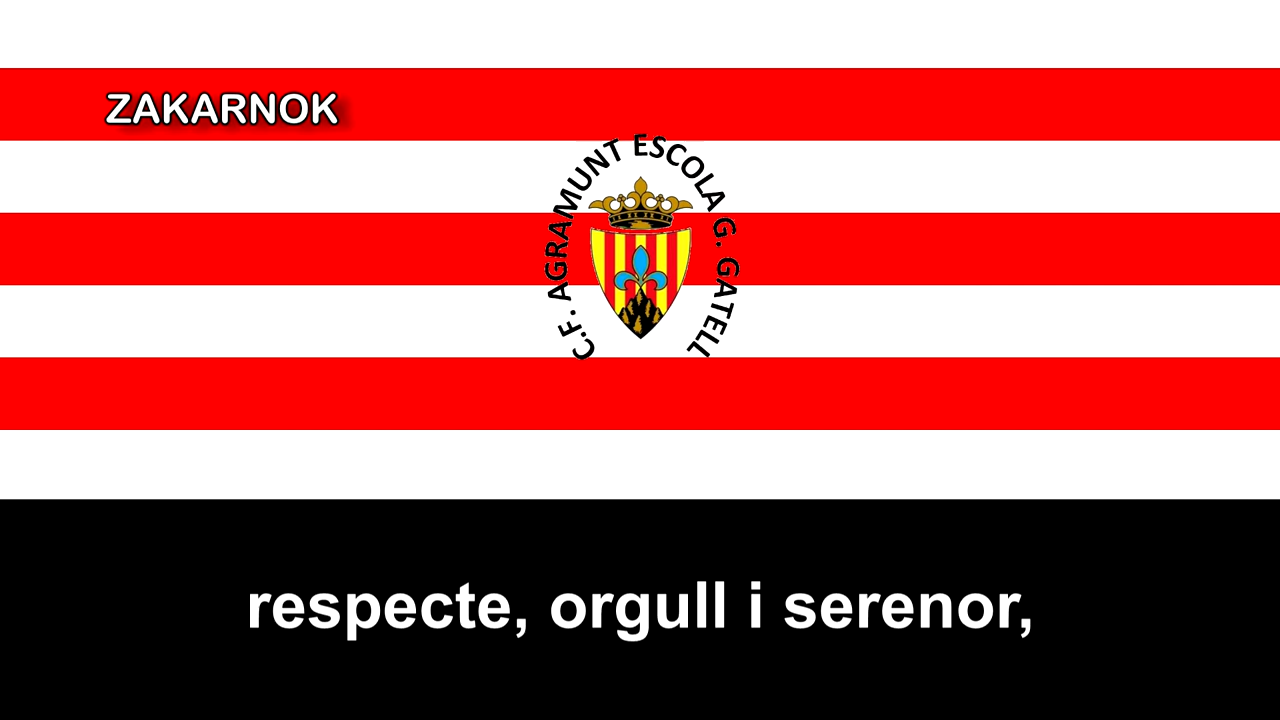 ZAKARNOK
C.F. AGRAMUNT ESCOLA G. GATELL
respecte, orgull i serenor,